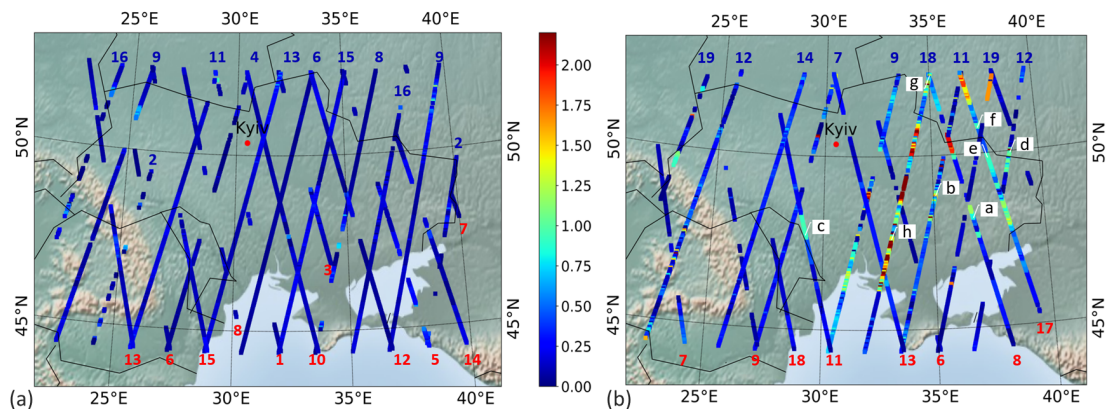 25°E 30°E 35°E 40°E
16 9 11 4 13 6 15 8 9
16
Kyiv
2 2
50°N
7
3
45°N
8
13 6 15 1 10 12 5 14
(a) 25°E 30°E 35°E 40°E
2.00
1.75
1.50
1.25
1.00
0.75
0.50
0.25
0.00
25°E 30°E 35°E 40°E
19 12 14 7 9 18 11 19 12
g
f
Kyiv
e d
50°N 50°N
b
a
c
h
45°N 45°N
17
7 9 18 11 13 6 8
(b) 25°E 30°E 35°E 40°E